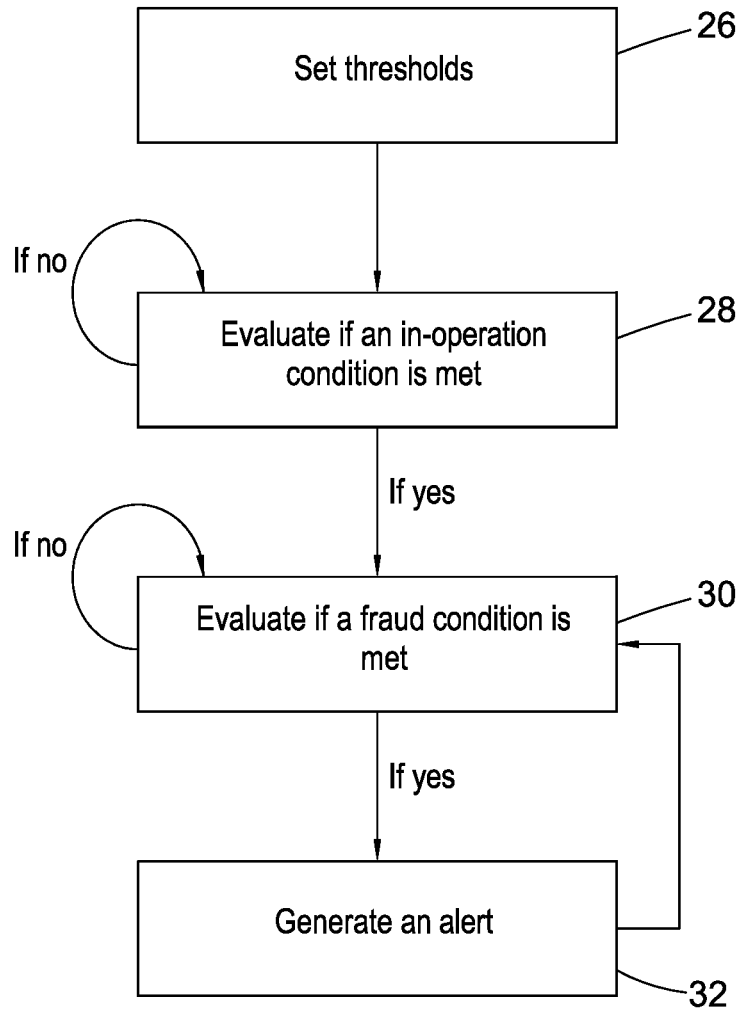 26
Set thresholds
If no
28
Evaluate if an in-operation
condition is met
If yes
If no
30
Evaluate if a fraud condition is
met
If yes
Generate an alert
32